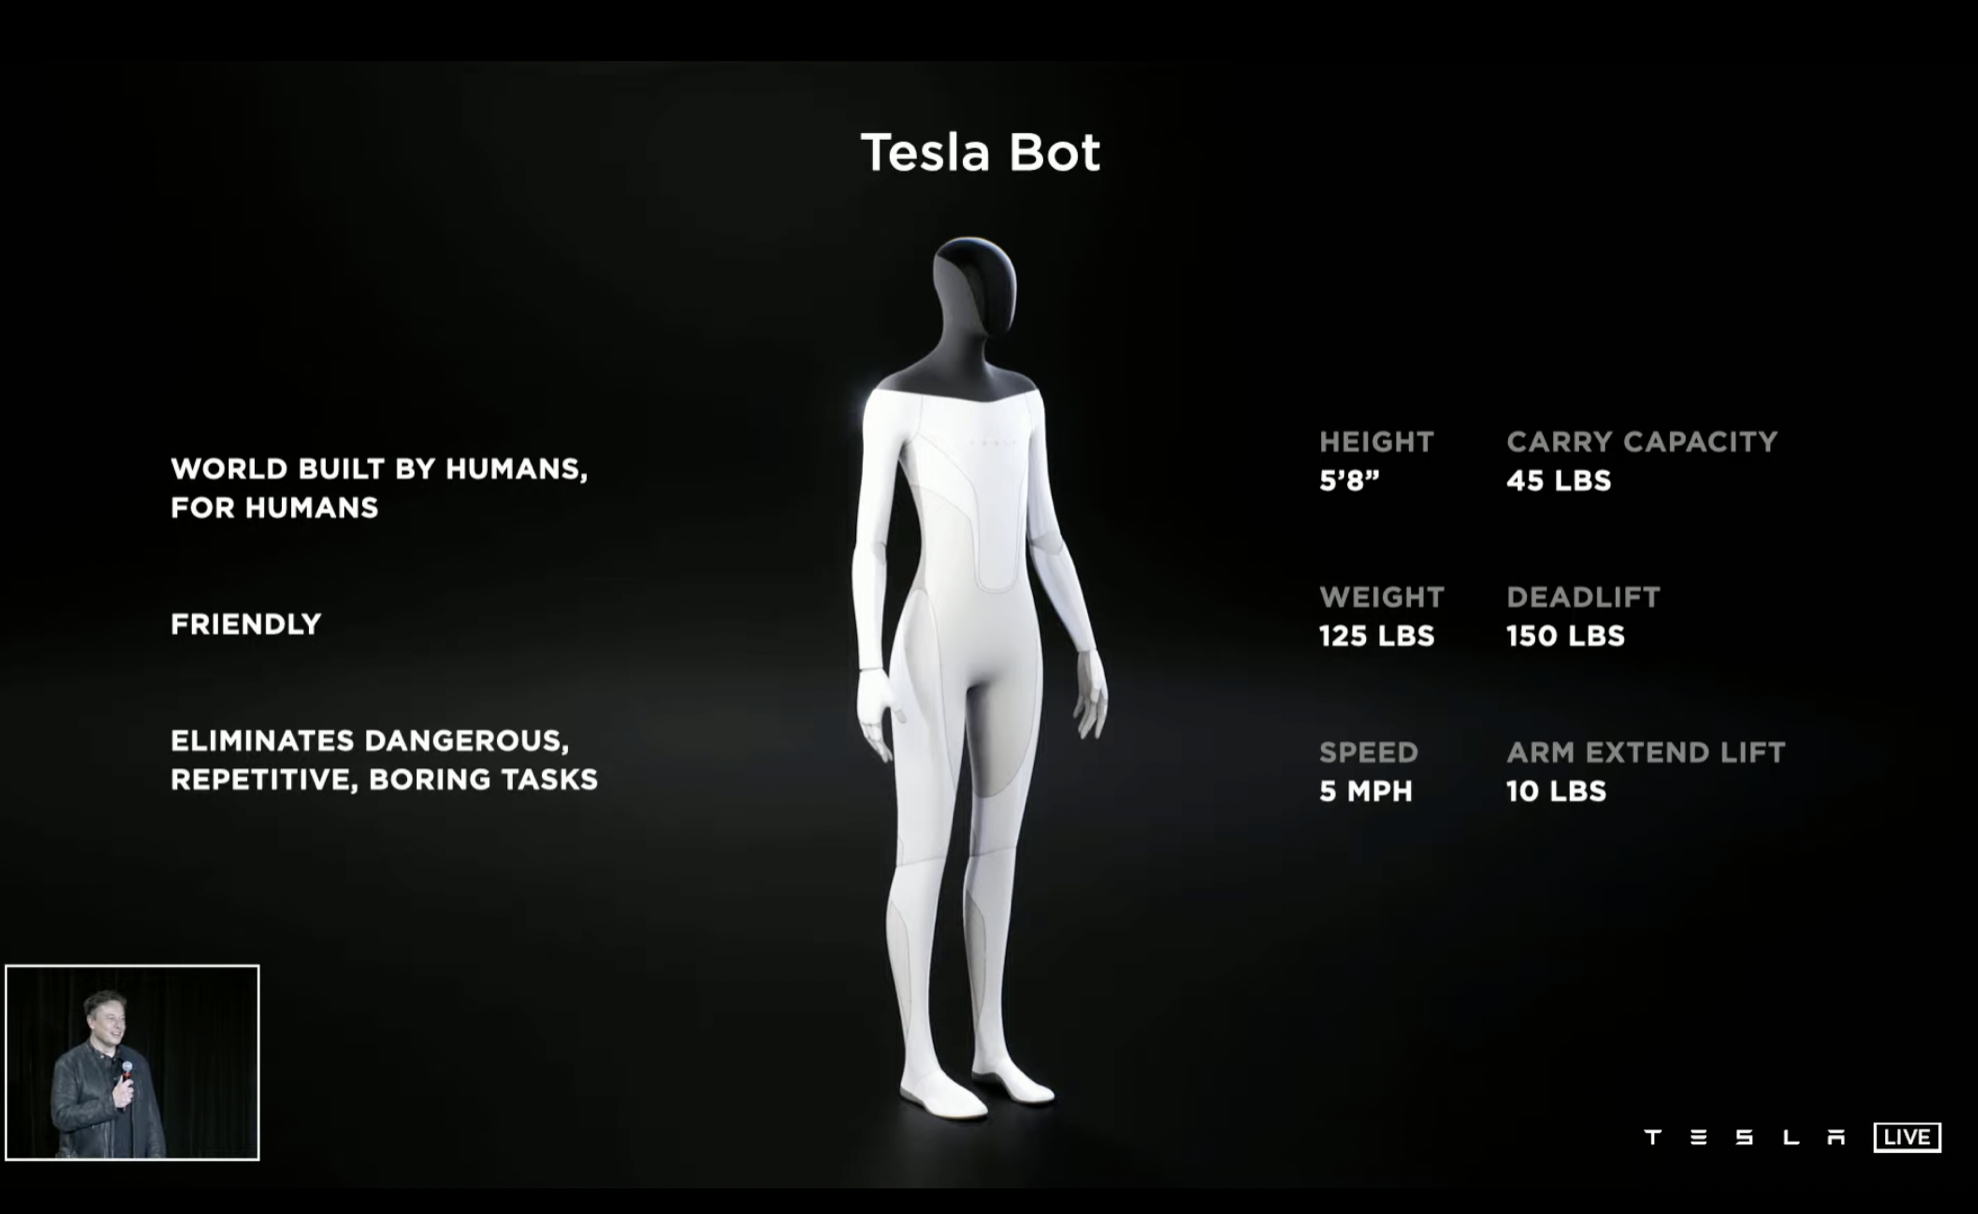 Tesla Bot
WORLD BUILT BY HUMANS,
FOR HUMANS
FRIENDLY
ELIMINATES DANGEROUS,
REPETITIVE, BORING TASKS
HEIGHT
5’8”
CARRY CAPACITY
45 LBS
WEIGHT
125 LBS
DEADLIFT
150 LBS
SPEED
5 MPH
ARM EXTEND LIFT
10 LBS
TESLA
TESLA LIVE